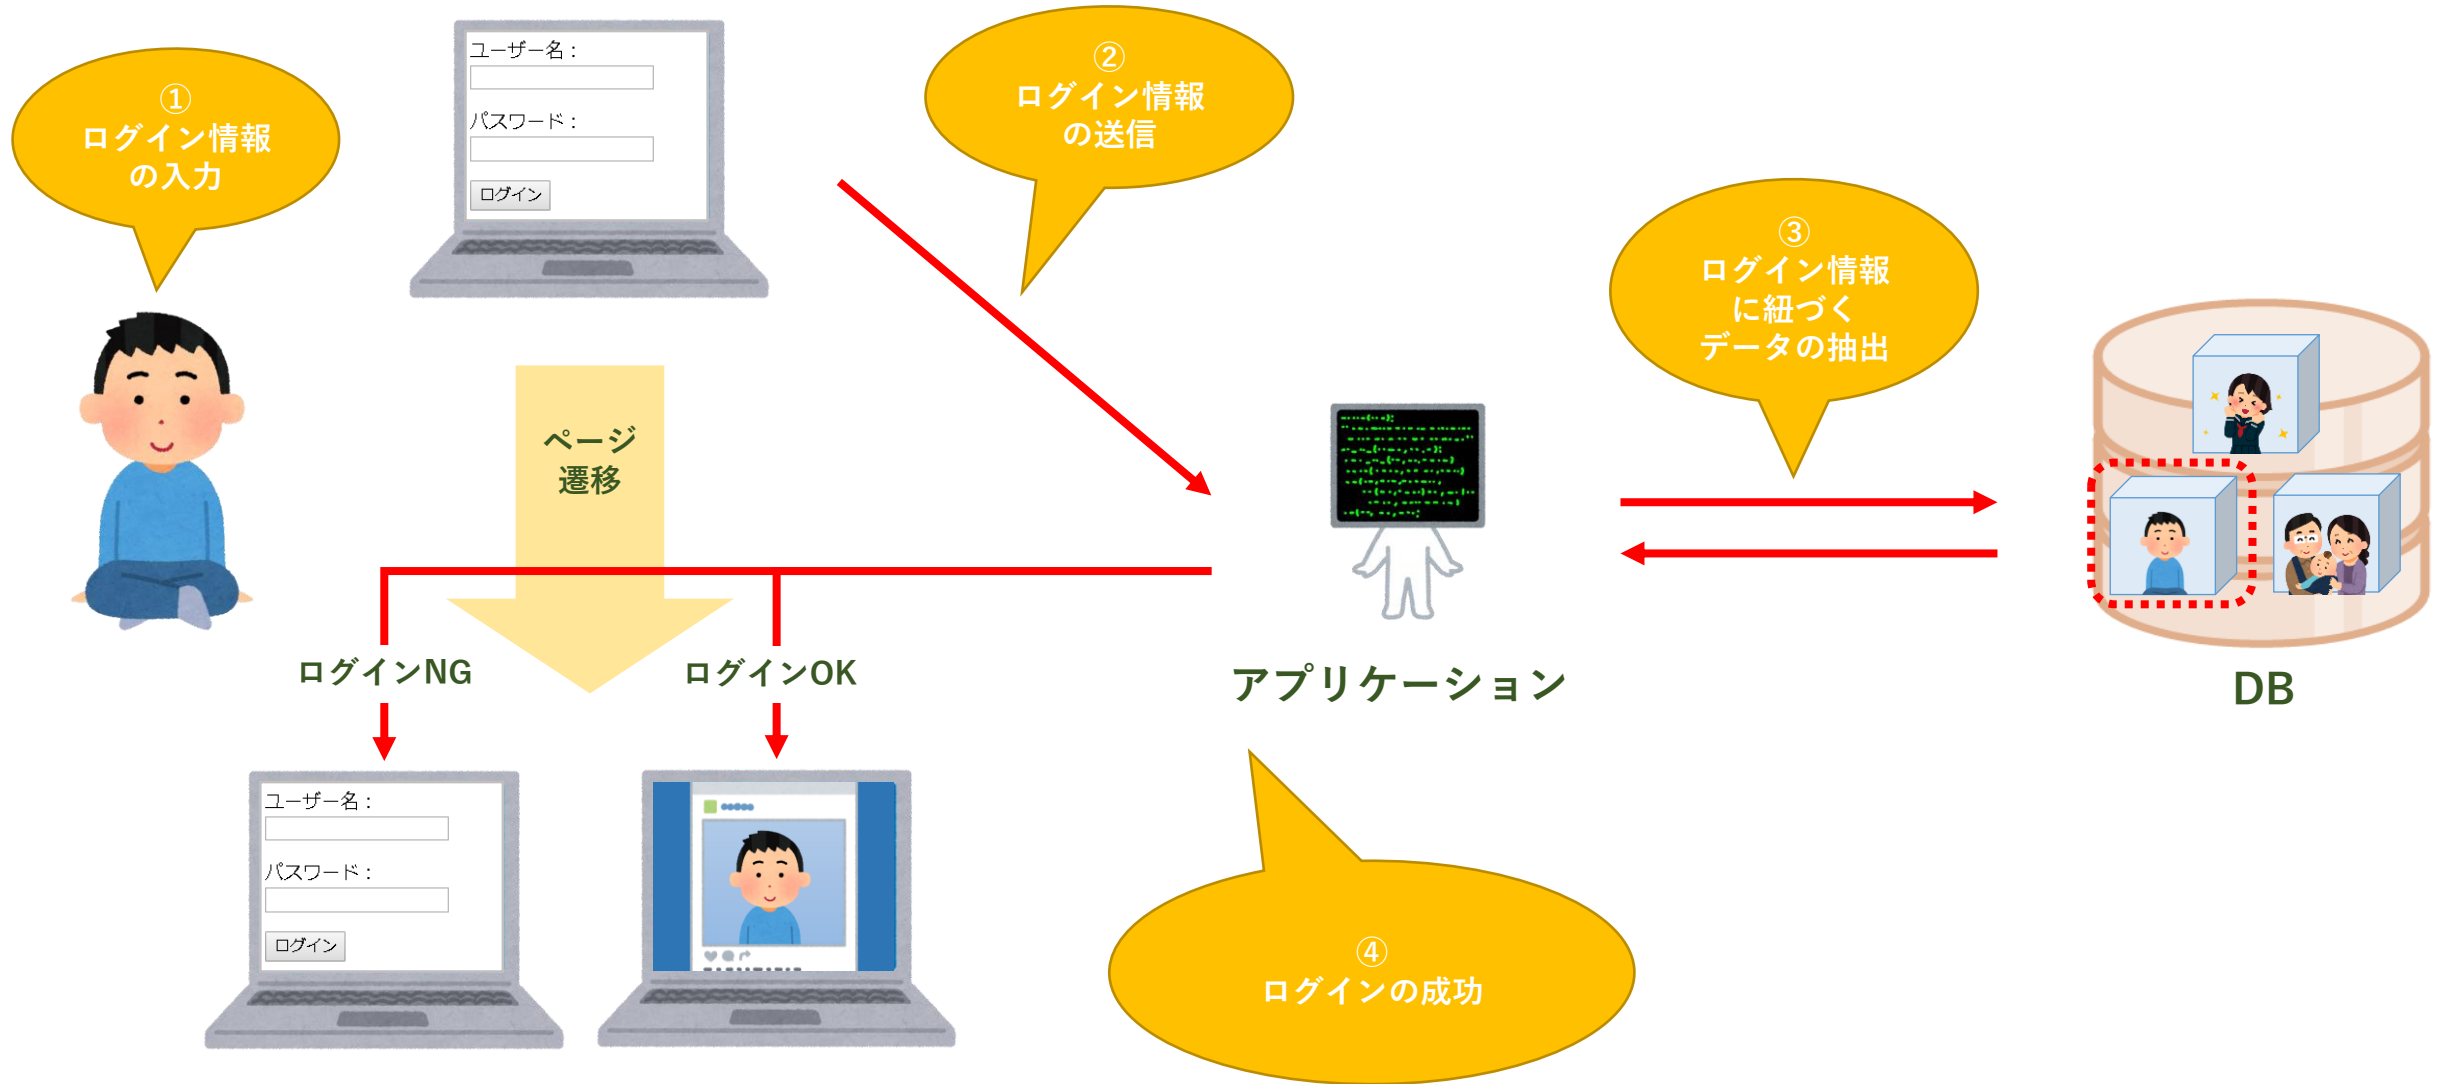 ①
ログイン情報
の入力
ユーザー名：
パスワード：
ログイン
②
ログイン情報
の送信
③
ログイン情報
に紐づく
データの抽出
ページ
遷移
ログインNG
ログインOK
アプリケーション
DB
ユーザー名：
パスワード：
ログイン
④
ログインの成功